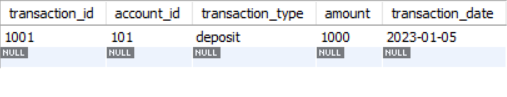 transaction_id account_id transaction_type amount transaction_date
1001 101 deposit 1000 2023-01-05
NULL NULL NULL NULL NULL